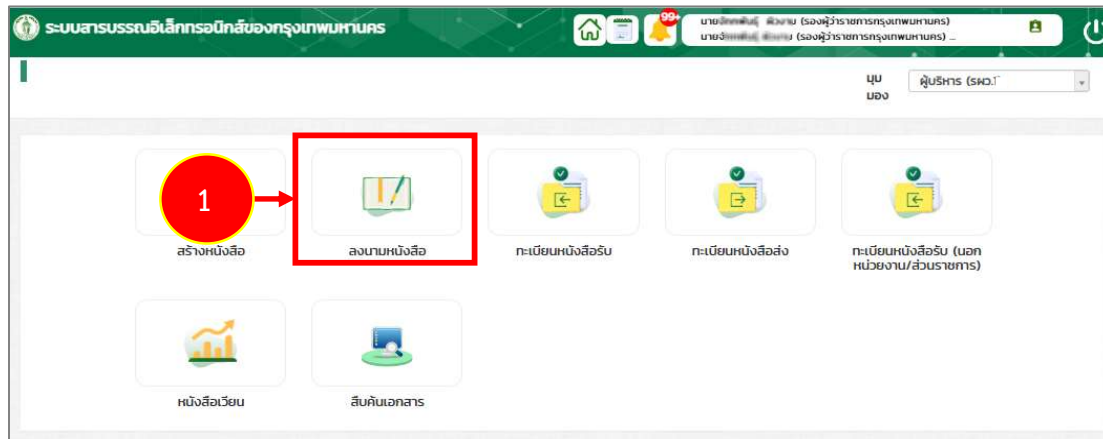 ระบบสารบรรณอิเล็กทรอนิกส์ของกรุงเทพมหานคร
99+
นาย (รองผู้ว่าราชการกรุงเทพมหานคร)
นาย (รองผู้ว่าราชการกรุงเทพมหานคร) ...
มุม
มอง
ผู้บริหาร (รผว.
1
สร้างหนังสือ
ลงนามหนังสือ
ทะเบียนหนังสือรับ
ทะเบียนหนังสือส่ง
ทะเบียนหนังสือรับ (นอก
หน่วยงาน/ส่วนราชการ)
หนังสือเวียน
สืบค้นเอกสาร